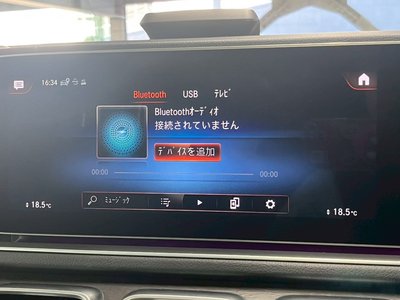 16:34
Bluetooth USB テレビ
Bluetoothオーディオ
接続されていません
デバイスを追加
00:00 00:00
ミュージック
18.5°C 18.5°C